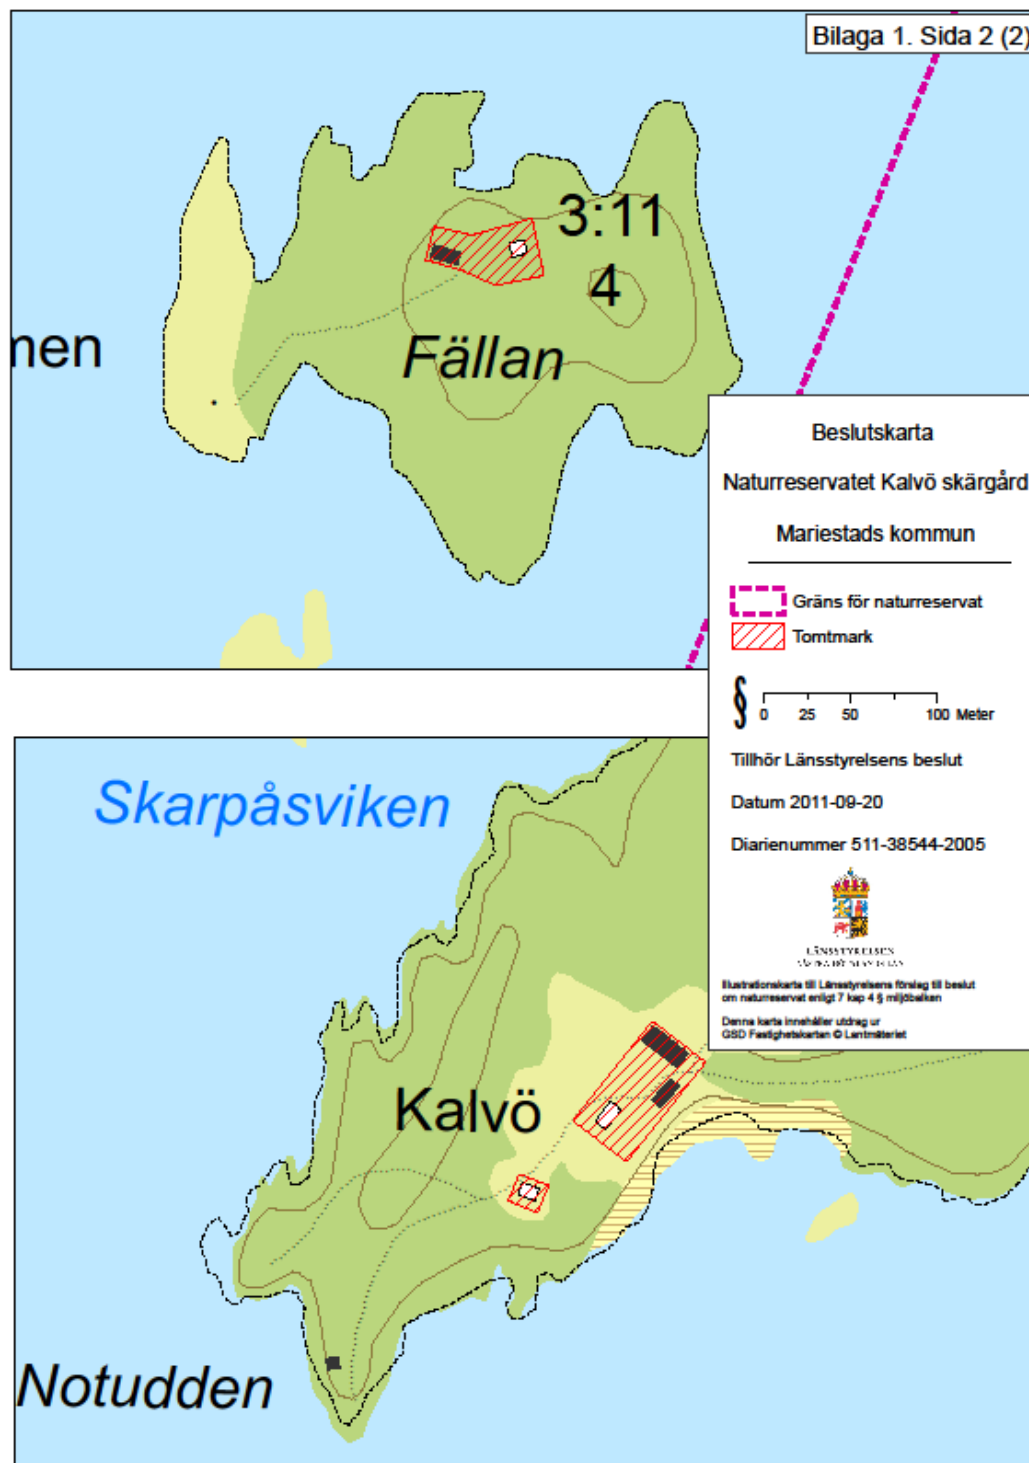 Bilaga 1. Sida 2 (2)
3:11
4
men
Fällan
Beslutskarta
Naturreservatet Kalvö skärgård
Mariestads kommun
Gräns för naturreservat
Tomtmark
0 25 50 100 Meter
Tillhör Länsstyrelsens beslut
Datum 2011-09-20
Diarienummer 511-38544-2005
LÄNSSTYRELSEN
Illustrationskarta till Länsstyrelsens förslag till beslut
om naturreservat enligt 7 kap 4 § miljöbalken
Denna karta innehåller utdrag ur
GSD Fastighetskartan © Lantmäteriet
Skarpåsviken
Kalvö
Notudden